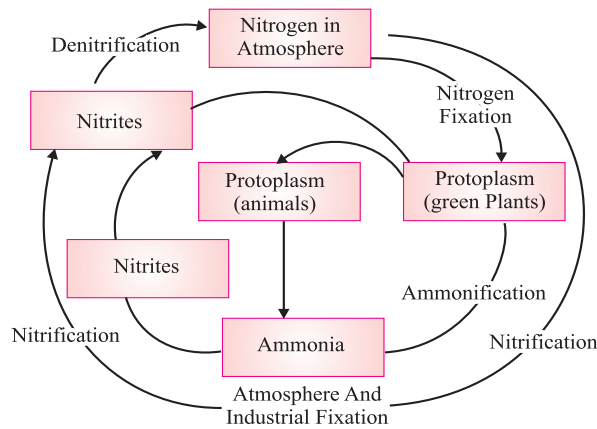 Nitrogen in
Atmosphere
Denitrification
Nitrites
Nitrogen
Fixation
Protoplasm
(animals)
Protoplasm
(green Plants)
Nitrites
Ammonification
Nitrification
Ammonia
Nitrification
Atmosphere And
Industrial Fixation